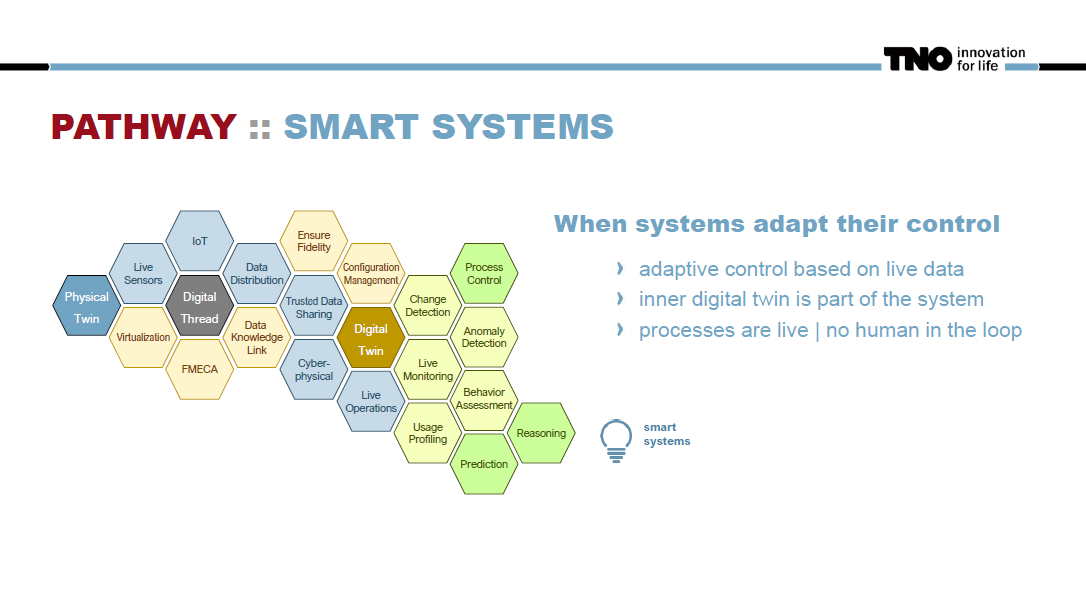 TNO innovation
for life
PATHWAY :: SMART SYSTEMS
When systems adapt their control
› adaptive control based on live data
› inner digital twin is part of the system
› processes are live | no human in the loop
Physical
Twin
Live
Sensors
Virtualization
IoT
Digital
Thread
FMECA
Data
Distribution
Data
Knowledge
Link
Ensure
Fidelity
Trusted Data
Sharing
Cyber-
physical
Configuration
Management
Digital
Twin
Live
Operations
Change
Detection
Live
Monitoring
Usage
Profiling
Process
Control
Anomaly
Detection
Behavior
Assessment
Prediction
Reasoning
smart
systems